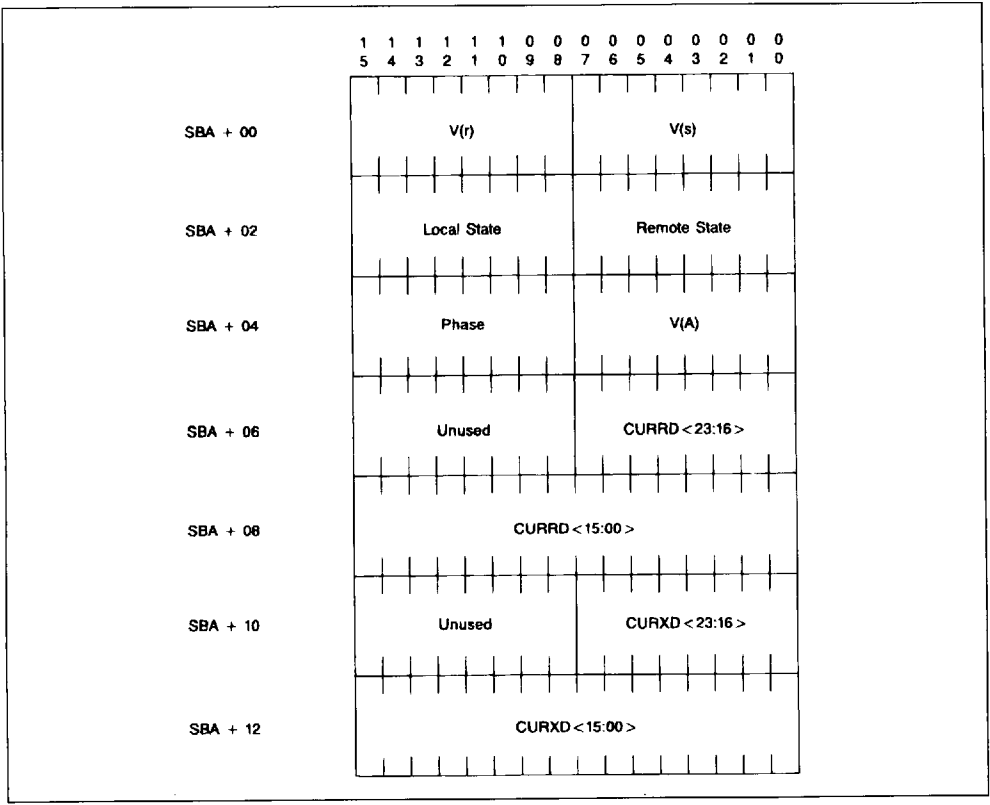 1 1 1 1 1 1 0 0 0 0 0 0 0 0 0 0
5 4 3 2 1 0 9 8 7 6 5 4 3 2 1 0
SBA + 00 V(r) V(s)
SBA + 02 Local State Remote State
SBA + 04 Phase V(A)
SBA + 06 Unused CURRD<23:16>
SBA + 08 CURRD<15:00>
SBA + 10 Unused CURXD<23:16>
SBA + 12 CURXD<15:00>